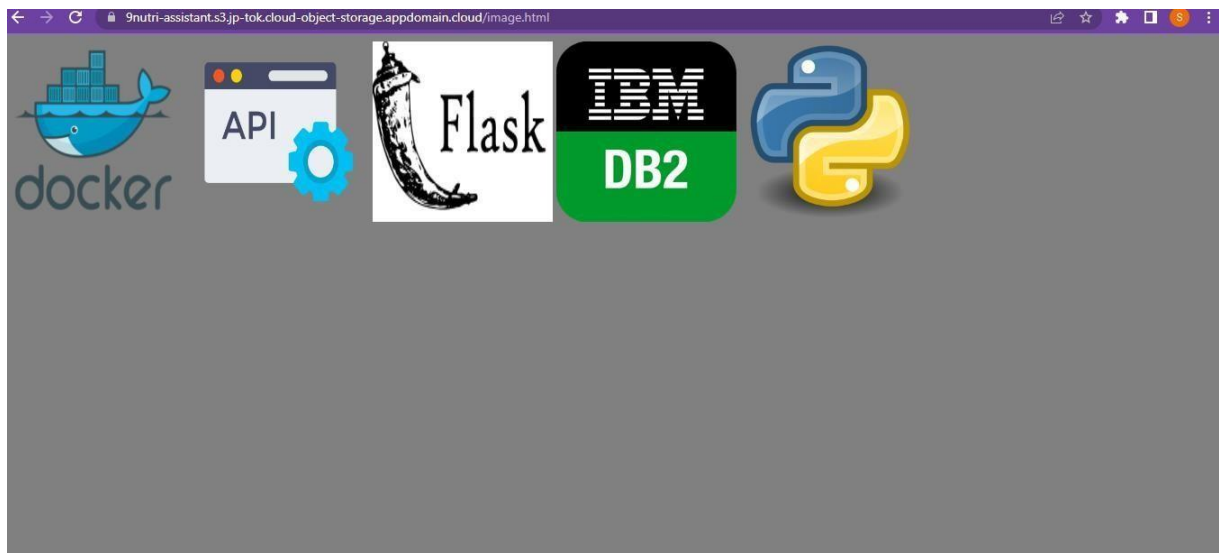 9nutri-assistant.s3.jp-tok.cloud-object-storage.appdomain.cloud/image.html
S
docker
API
Flask
IBM
DB2